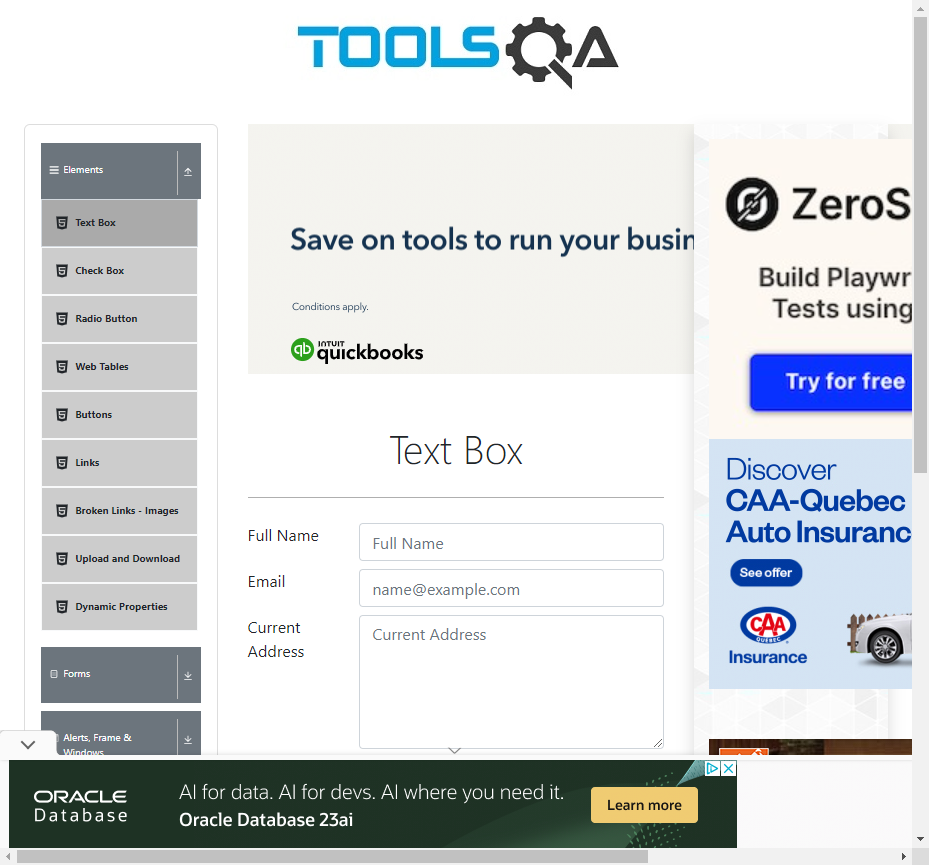 TOOLSQA
Elements
Text Box
Check Box
Radio Button
Web Tables
Buttons
Links
Broken Links - Images
Upload and Download
Dynamic Properties
Forms
Alerts, Frame &
Windows
Save on tools to run your busin
Conditions apply.
INTUIT
quickbooks
Text Box
Full Name
Full Name
Email
name@example.com
Current
Address
Current Address
ZeroS
Build Playwr
Tests using
Try for free
Discover
CAA-Quebec
Auto Insuranc
See offer
CAA
QUÉBEC
Insurance
ORACLE
Database
AI for data. AI for devs. AI where you need it.
Oracle Database 23ai
Learn more